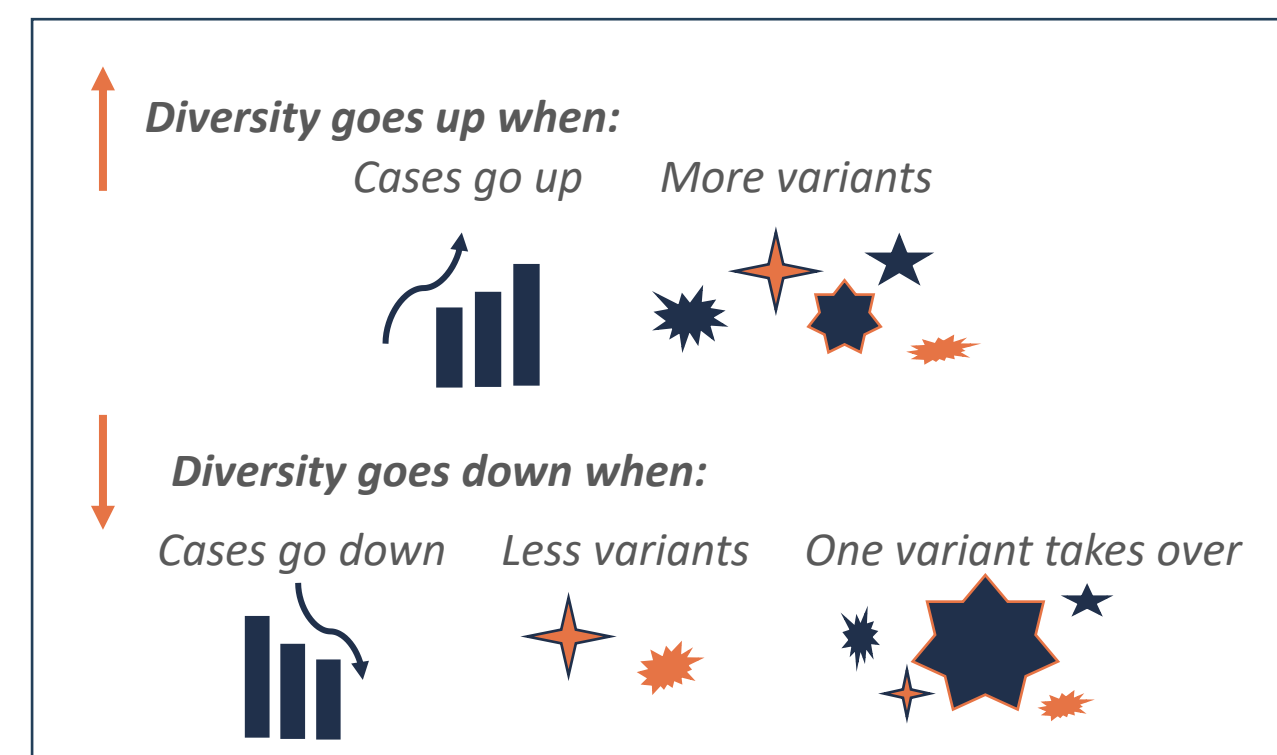 Diversity goes up when:
Cases go up More variants
Diversity goes down when:
Cases go down Less variants One variant takes over